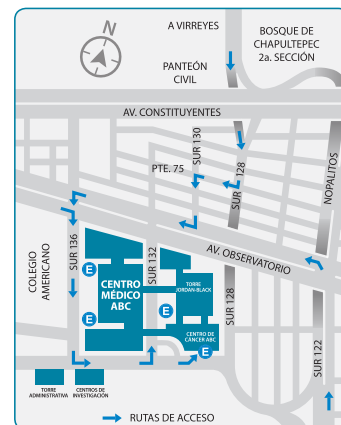 N
A VIRREYES
BOSQUE DE
CHAPULTEPEC
2a. SECCIÓN
PANTEÓN
CIVIL
AV. CONSTITUYENTES
SUR 130
PTE. 75
SUR 128
NOPALITOS
AV. OBSERVATORIO
COLEGIO
AMERICANO
SUR 136
SUR 132
E
CENTRO
MÉDICO
ABC
TORRE
JORDAN-BLACK
SUR 128
E
E
CENTRO DE
CÁNCER ABC
E
SUR 122
TORRE
ADMINISTRATIVA
CENTROS DE
INVESTIGACIÓN
RUTAS DE ACCESO